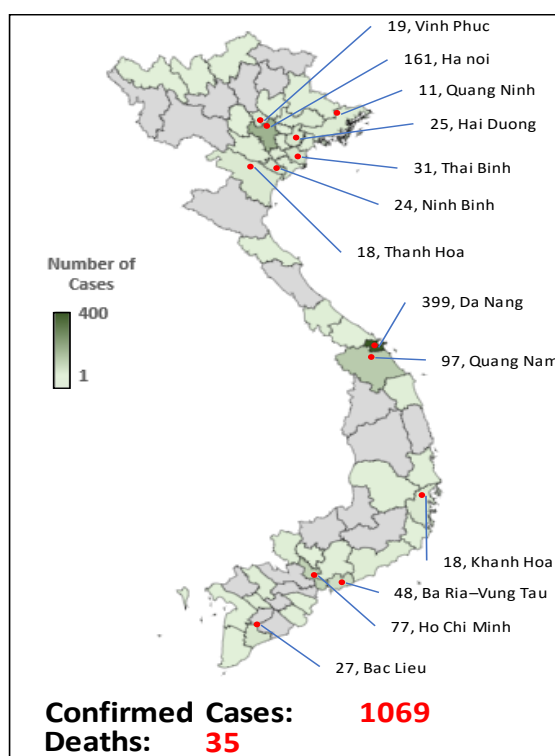 19, Vinh Phuc
161, Ha noi
11, Quang Ninh
25, Hai Duong
31, Thai Binh
24, Ninh Binh
18, Thanh Hoa
Number of
Cases
400
1
399, Da Nang
97, Quang Nam
18, Khanh Hoa
48, Ba Ria–Vung Tau
77, Ho Chi Minh
27, Bac Lieu
Confirmed Cases: 1069
Deaths: 35